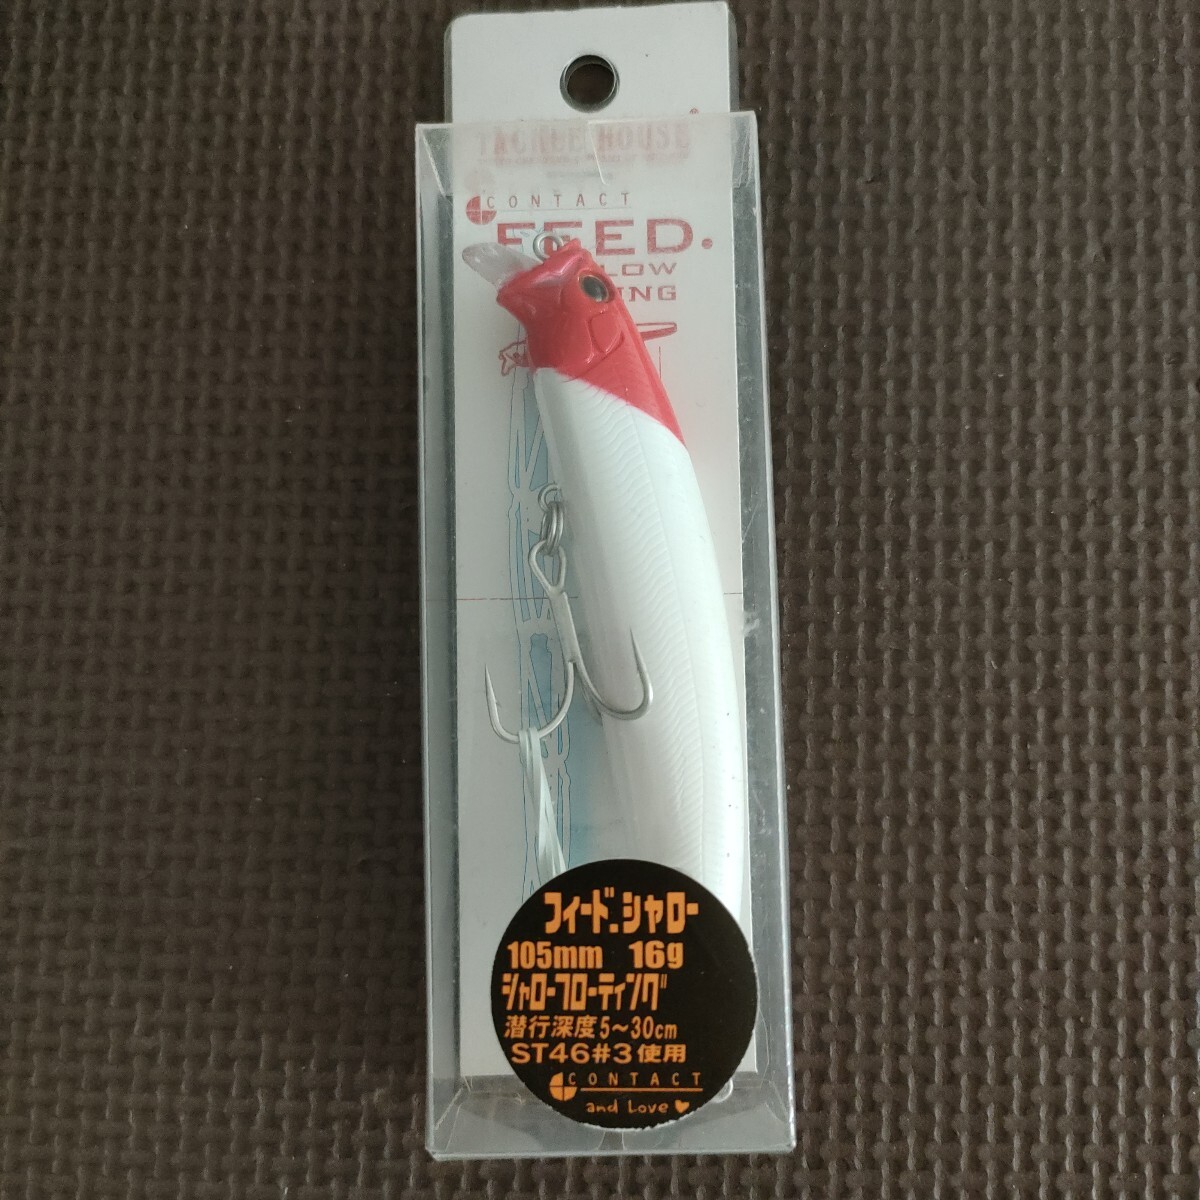 TACKLE HOUSE
CONTACT
FEED.
LOW
ING
フィード.シャロー
105mm 16g
シャローフローティング
潜行深度5～30cm
ST46#3使用
CONTACT
and Love